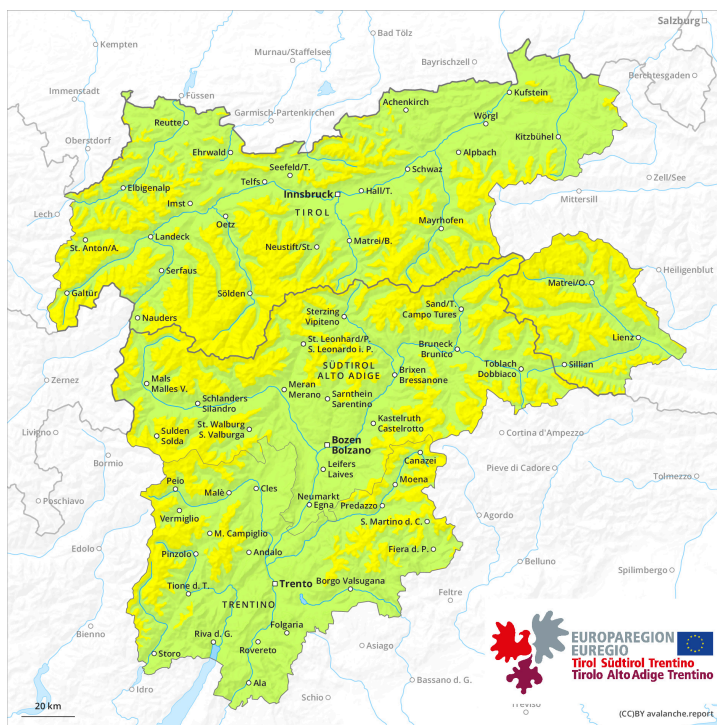 Salzburg
Kempten
Bad Tölz
Murnau/Staffelsee
Bayrischzell
Berchtesgaden
Immenstadt
Füssen
Kufstein
Garmisch-Partenkirchen
Achenkirch
Reutte
Wörgl
Oberstdorf
Kitzbühel
Ehrwald
Alpbach
Seefeld/T.
Schwaz
Telfs
Zell/See
Elbigenalp
Innsbruck
Hall/T.
Mittersill
Imst
TIROL
Lech
Oetz
Mayrhofen
Landeck
St. Anton/A.
Neustift/St.
Matrei/B.
Serfaus
Heiligenblut
Matrei/O.
Galtür
Sölden
Sand/T.
Campo Tures
Sterzing
Vipiteno
Nauders
Lienz
St. Leonhard/P.
S. Leonardo i. P.
Bruneck
Brunico
Toblach
Dobbiaco
Sillian
SÜDTIROL
ALTO ADIGE
Brixen
Bressanone
Zernez
Mals
Malles V.
Meran
Merano
Sarnthein
Sarentino
Schlanders
Silandro
St. Walburg
S. Valburga
Kastelruth
Castelrotto
Livigno
Sulden
Solda
Bozen
Bolzano
Cortina d'Ampezzo
Canazei
Bormio
Leifers
Laives
Pieve di Cadore
Tolmezzo
Peio
Moena
Malè
Cles
Neumarkt
Egna
Poschiavo
Predazzo
Vermiglio
Agordo
S. Martino d. C.
M. Campiglio
Edolo
Fiera d. P.
Pinzolo
Andalo
Belluno
Spilimbergo
Tione d. T.
Trento
Borgo Valsugana
Feltre
TRENTINO
Folgaria
Bienno
Riva d. G.
Rovereto
Storo
Asiago
Idro
Ala
Schio
Bassano d. G.
Treviso
EUROPAREGION
EUREGIO
Tirol Südtirol Trentino
Tirolo Alto Adige Trentino
20 km
(CC)BY avalanche.report